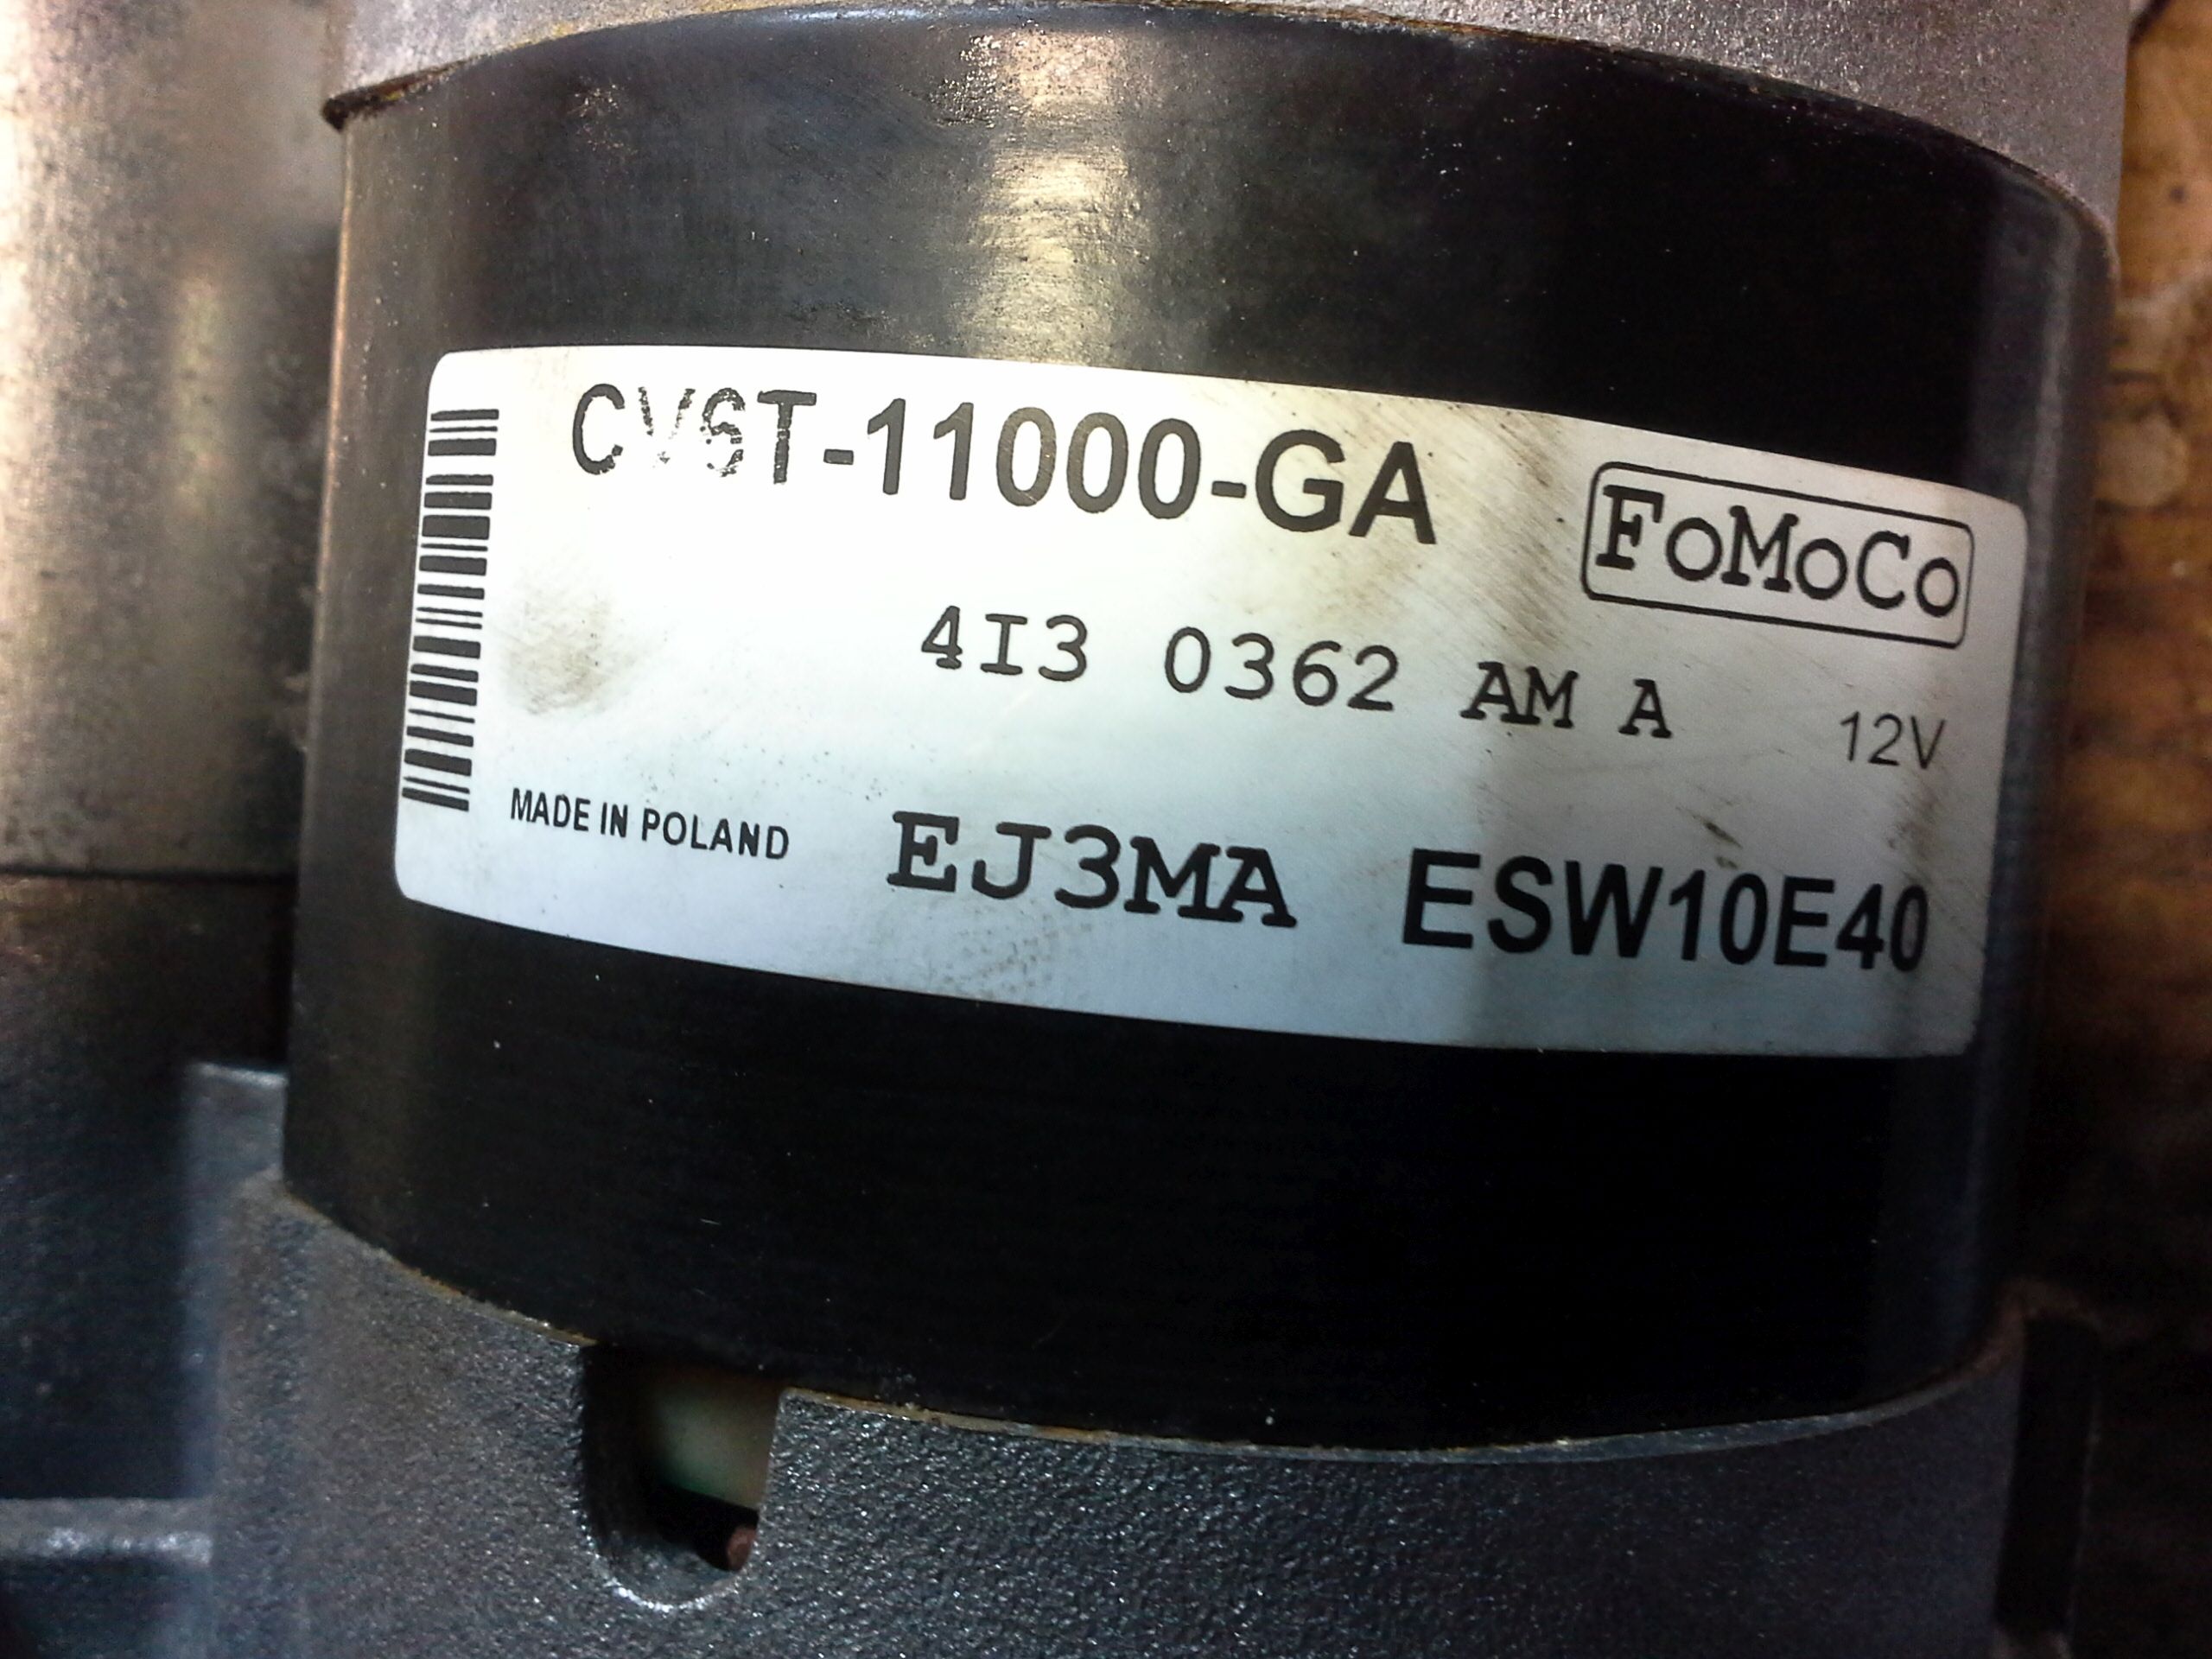 CV6T-11000-GA
FoMoCo
4I3 0362 AM A
12V
MADE IN POLAND
EJ3MA ESW10E40